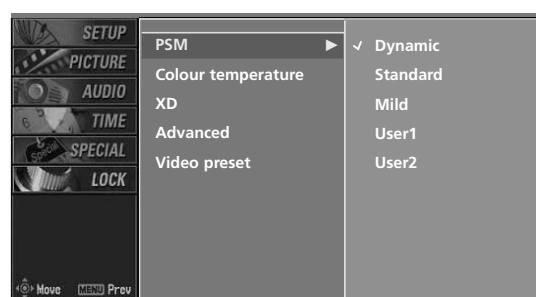 SETUP
PICTURE
AUDIO
TIME
SPECIAL
LOCK
Move MENU Prev
PSM
Colour temperature
XD
Advanced
Video preset
Dynamic
Standard
Mild
User1
User2